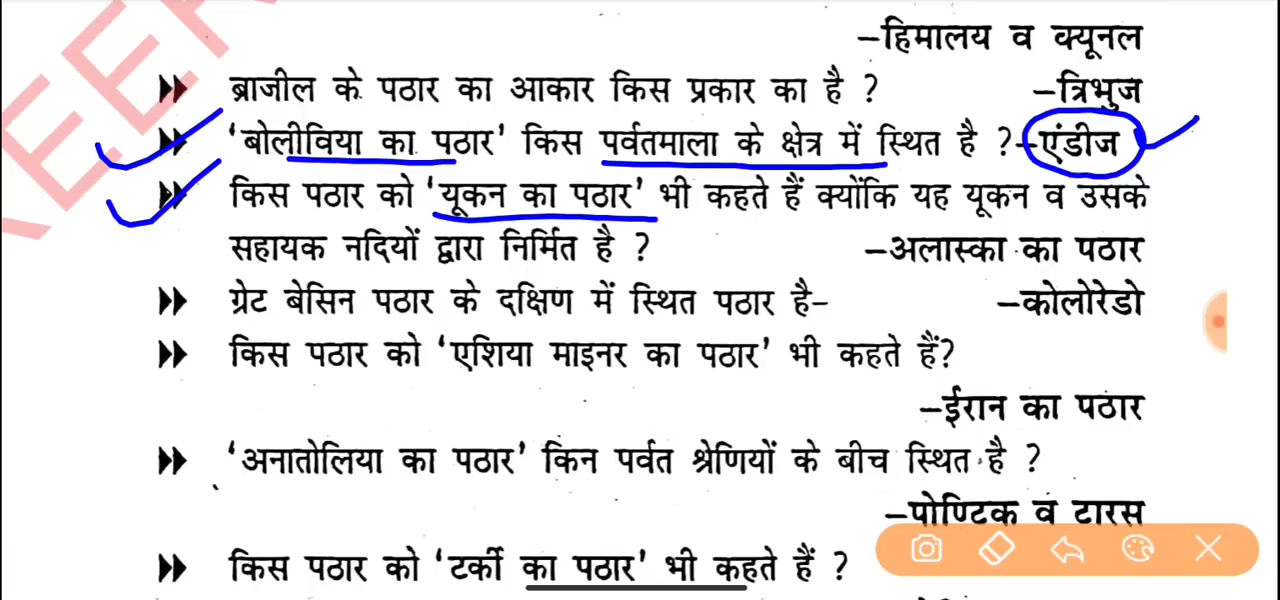 –हिमालय व क्यूनल
ब्राजील के पठार का आकार किस प्रकार का है ? –त्रिभुज
‘बोलीविया का पठार’ किस पर्वतमाला के क्षेत्र में स्थित है ?–एंडीज
किस पठार को ‘यूकन का पठार’ भी कहते हैं क्योंकि यह यूकन व उसके
सहायक नदियों द्वारा निर्मित है ? –अलास्का का पठार
ग्रेट बेसिन पठार के दक्षिण में स्थित पठार है– –कोलोरेडो
किस पठार को ‘एशिया माइनर का पठार’ भी कहते हैं?
–ईरान का पठार
‘अनातोलिया का पठार’ किन पर्वत श्रेणियों के बीच स्थित है ?
–पोण्टिक व टारस
किस पठार को ‘टर्की का पठार’ भी कहते हैं ?